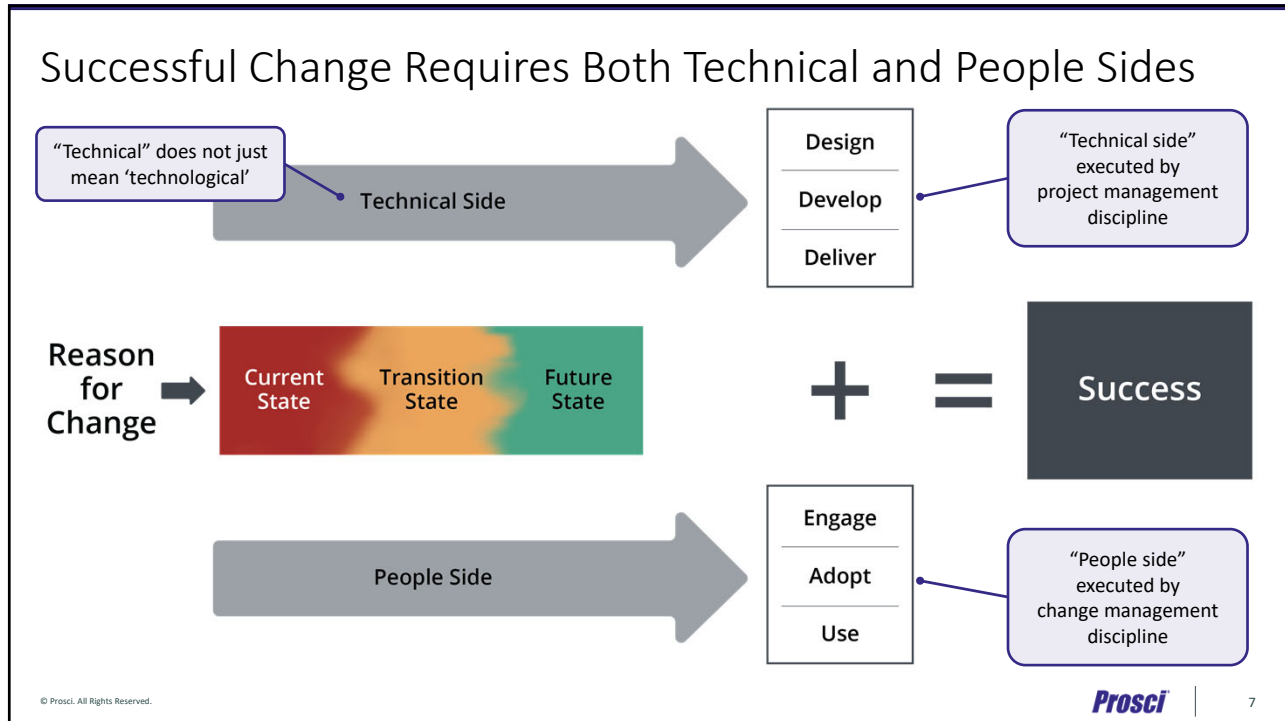 Successful Change Requires Both Technical and People Sides
“Technical” does not just
mean ‘technological’
Technical Side
Design
Develop
Deliver
“Technical side”
executed by
project management
discipline
Reason
for
Change
Current
State
Transition
State
Future
State
+
=
Success
People Side
Engage
Adopt
Use
“People side”
executed by
change management
discipline
© Prosci. All Rights Reserved.
Prosci®
7